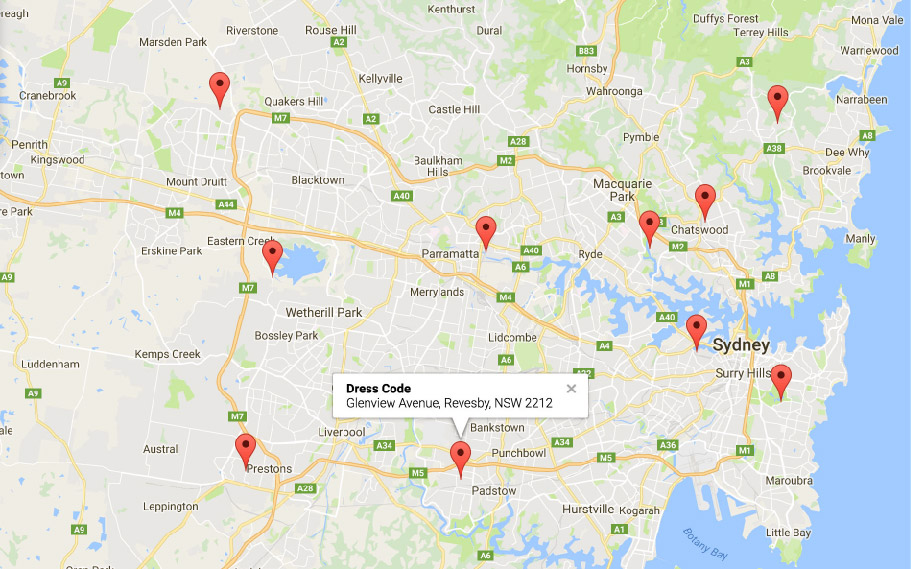 Kenthurst
Duffys Forest
Mona Vale
Riverstone
Rouse Hill
Dural
Terrey Hills
Marsden Park
A2
B83
Warriewood
A3
Hornsby
A9
Kellyville
Cranebrook
Wahroonga
Narrabeen
Quakers Hill
Castle Hill
M7
A2
Pymble
A8
Penrith
A28
A38
Kingswood
Baulkham
Hills
M2
Dee Why
Brookvale
Mount Druitt
Blacktown
Macquarie
Park
A40
A44
M4
A3
Chatswood
Manly
Eastern Creek
Erskine Park
Parramatta
A40
Ryde
M2
A6
A9
A8
M7
M1
Merrylands
M4
Wetherill Park
A40
Bossley Park
Lidcombe
Sydney
A4
Kemps Creek
A6
Luddenham
Surry Hills
A22
Dress Code
Glenview Avenue, Revesby, NSW 2212
A9
M7
Bankstown
Liverpool
A34
A34
A36
Austral
Punchbowl
M1
M5
M5
Prestons
Maroubra
A28
Padstow
Leppington
Hurstville
Kogarah
A9
A1
Little Bay
Botany Bay
A6